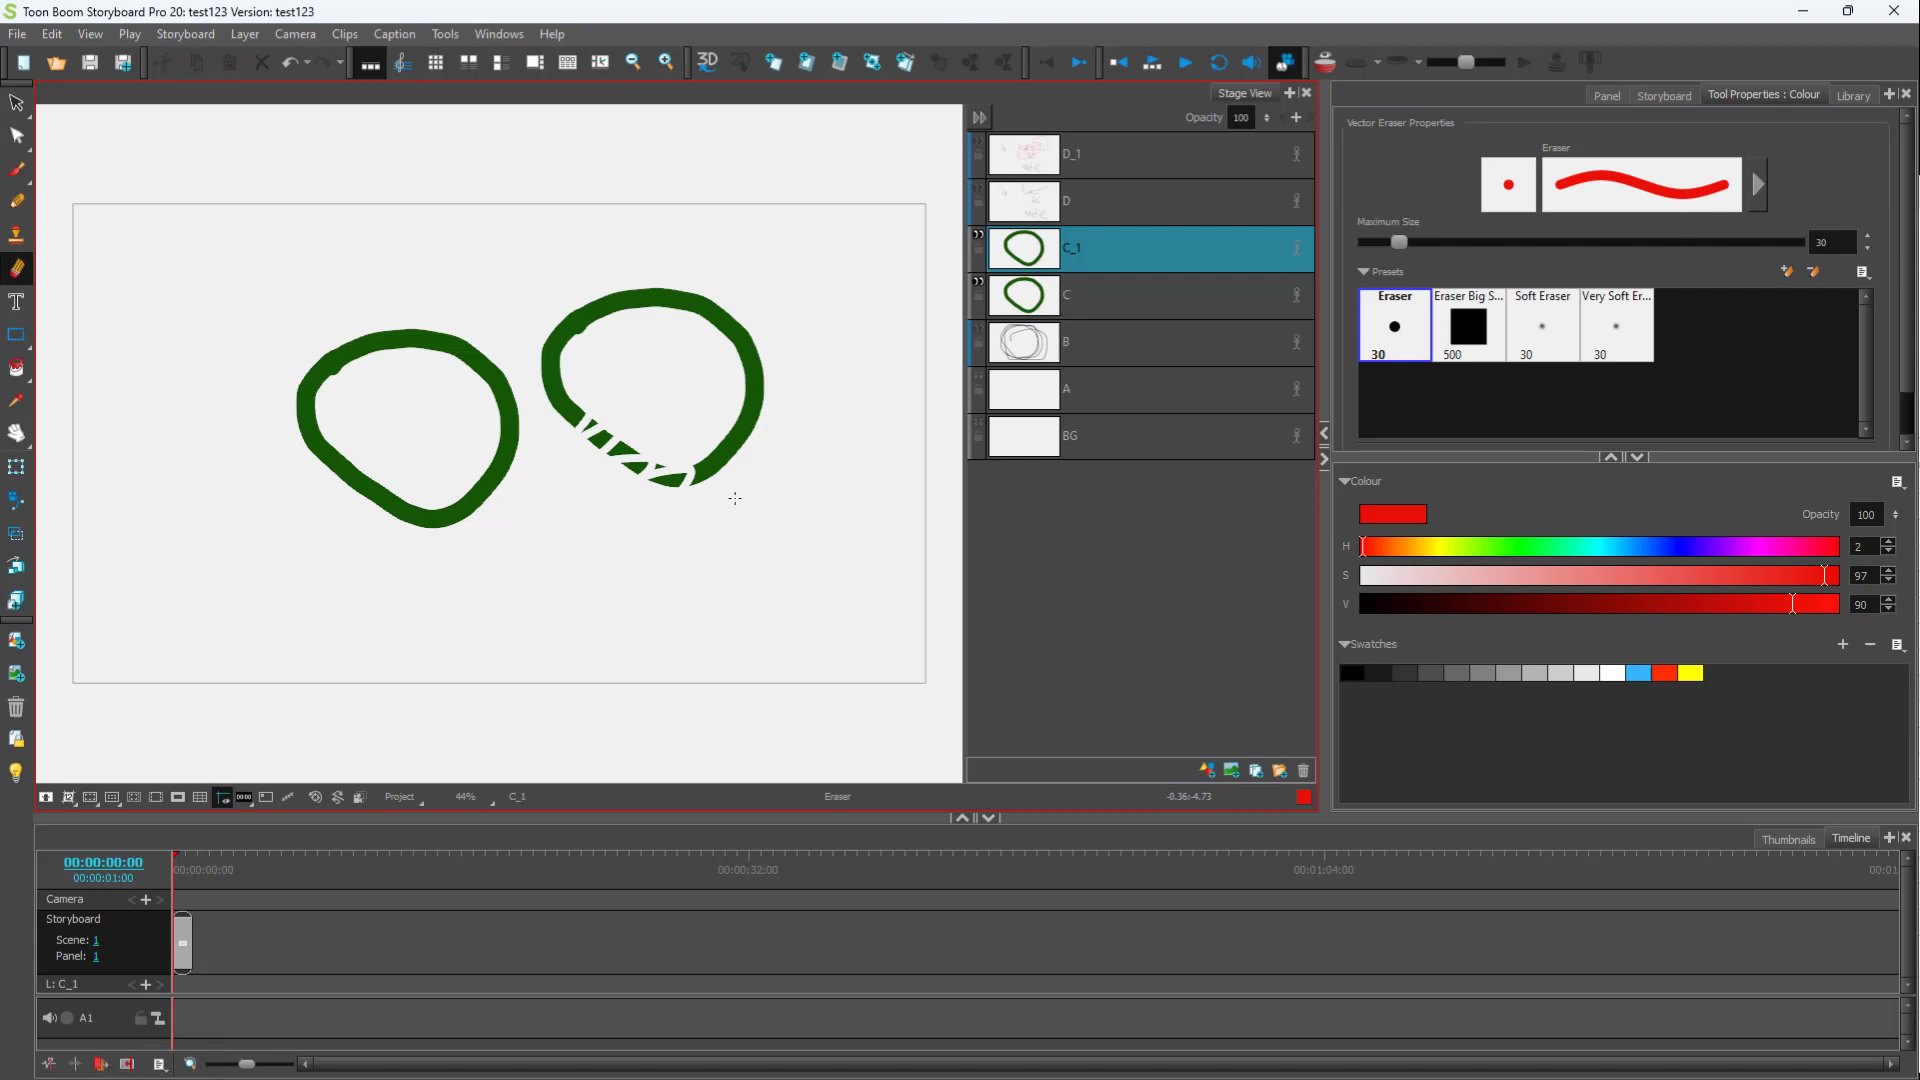 Toon Boom Storyboard Pro 20: test123 Version: test123
File Edit View Play Storyboard Layer Camera Clips Caption Tools Windows Help
3D
Stage View
Panel Storyboard Tool Properties : Colour Library
Opacity 100
Vector Eraser Properties
Eraser
D_1
D
Maximum Size
30
C_1
Presets
C
Eraser Eraser Big S... Soft Eraser Very Soft Er...
30 500 30 30
B
A
BG
Colour
Opacity 100
H 2
S 97
V 90
Swatches
Project 44% C_1 Eraser -0.36:-4.73
Thumbnails Timeline
00:00:00:00
00:00:01:00
00:00:00:00 00:00:32:00 00:01:04:00 00:01
Camera
Storyboard
Scene: 1
Panel: 1
L: C_1
A1